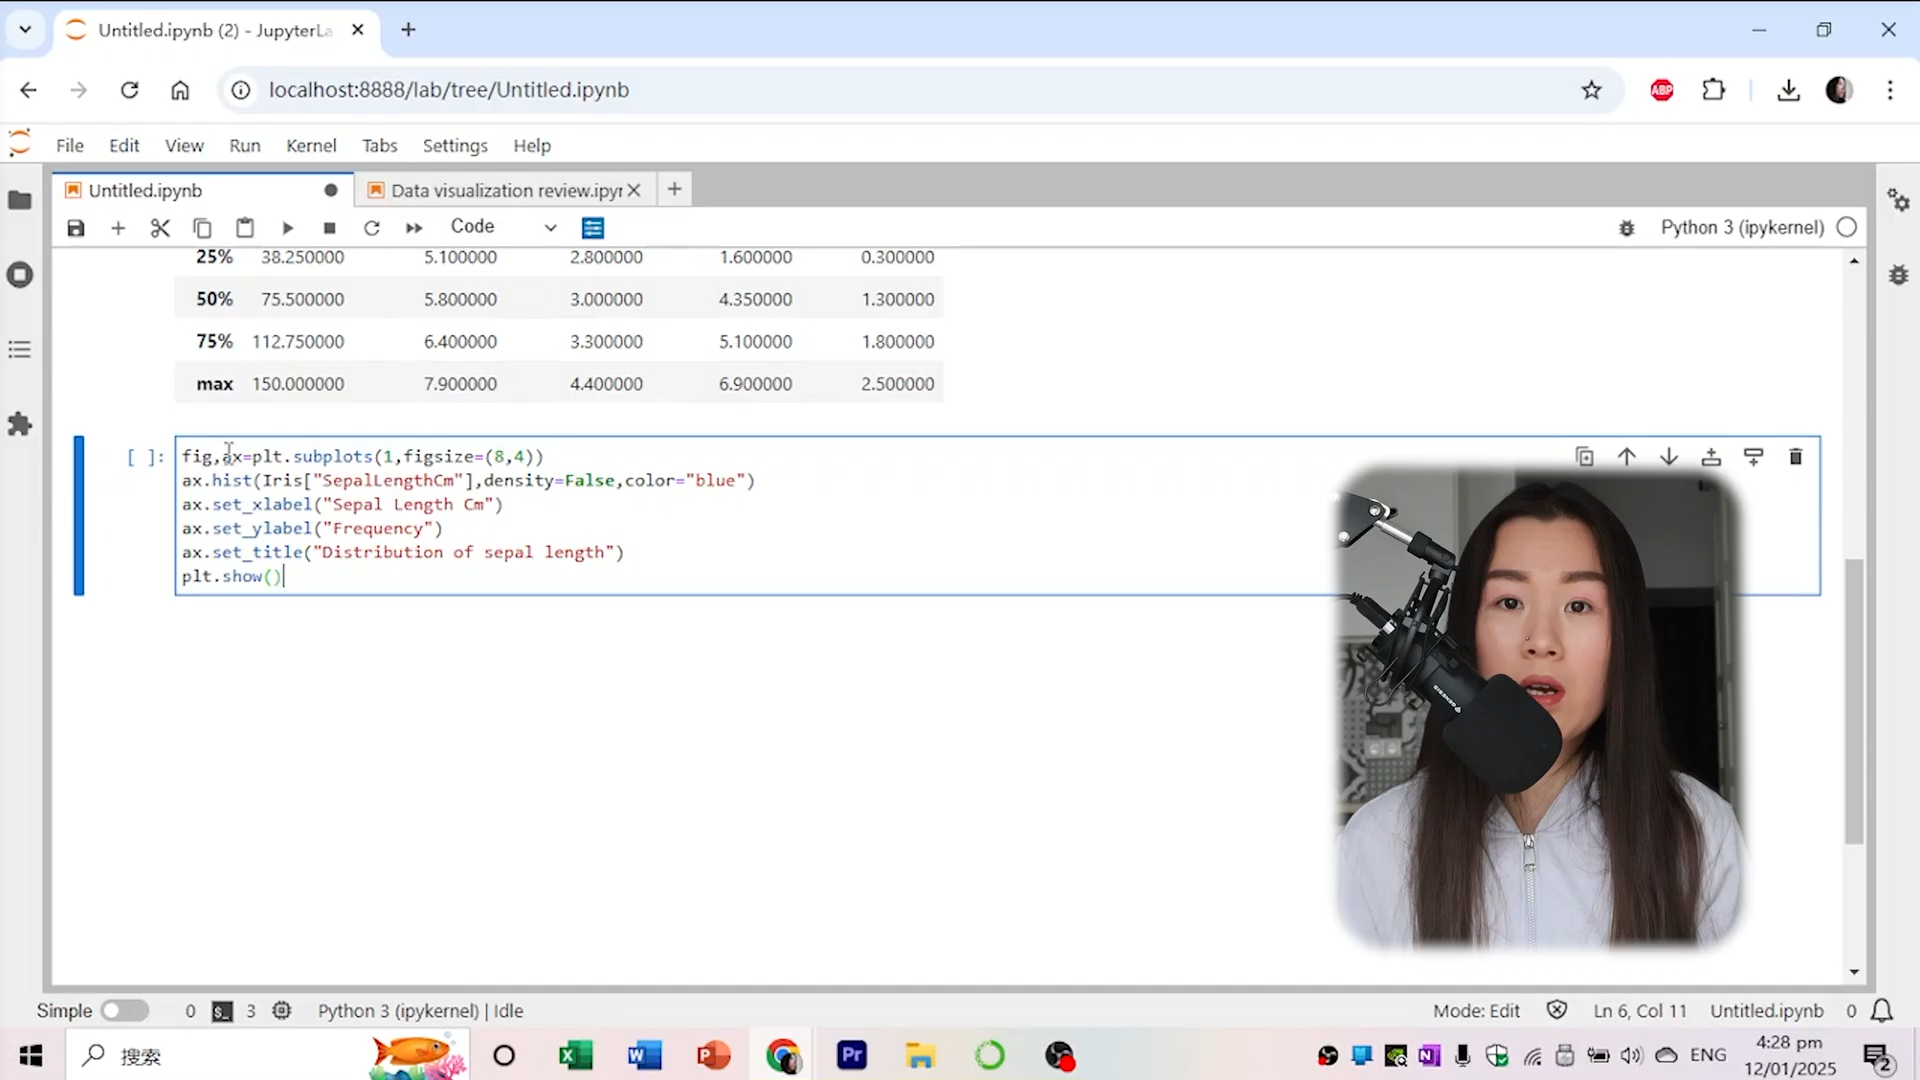 Untitled.ipynb (2) - JupyterLa
localhost:8888/lab/tree/Untitled.ipynb
ABP
File Edit View Run Kernel Tabs Settings Help
Untitled.ipynb Data visualization review.ipyr
Code Python 3 (ipykernel)
25% 38.250000 5.100000 2.800000 1.600000 0.300000
50% 75.500000 5.800000 3.000000 4.350000 1.300000
75% 112.750000 6.400000 3.300000 5.100000 1.800000
max 150.000000 7.900000 4.400000 6.900000 2.500000
[ ]: fig,ax=plt.subplots(1,figsize=(8,4))
ax.hist(Iris["SepalLengthCm"],density=False,color="blue")
ax.set_xlabel("Sepal Length Cm")
ax.set_ylabel("Frequency")
ax.set_title("Distribution of sepal length")
plt.show()
Simple 0 $_ 3 Python 3 (ipykernel) | Idle Mode: Edit Ln 6, Col 11 Untitled.ipynb 0
搜索 X W P Pr N ENG 4:28 pm
12/01/2025 2